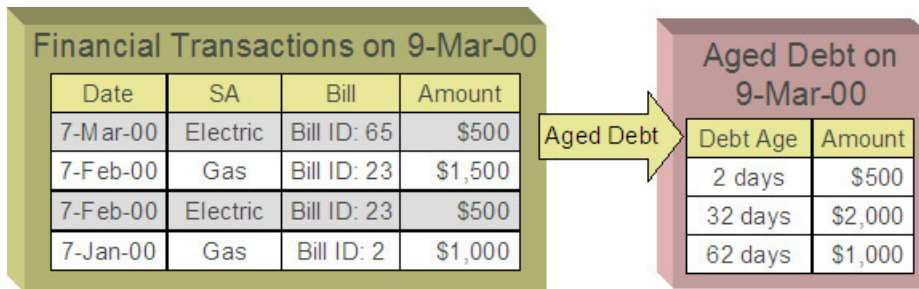 Financial Transactions on 9-Mar-00
Date SA Bill Amount
7-Mar-00 Electric Bill ID: 65 $500
7-Feb-00 Gas Bill ID: 23 $1,500
7-Feb-00 Electric Bill ID: 23 $500
7-Jan-00 Gas Bill ID: 2 $1,000
Aged Debt
Aged Debt on
9-Mar-00
Debt Age Amount
2 days $500
32 days $2,000
62 days $1,000